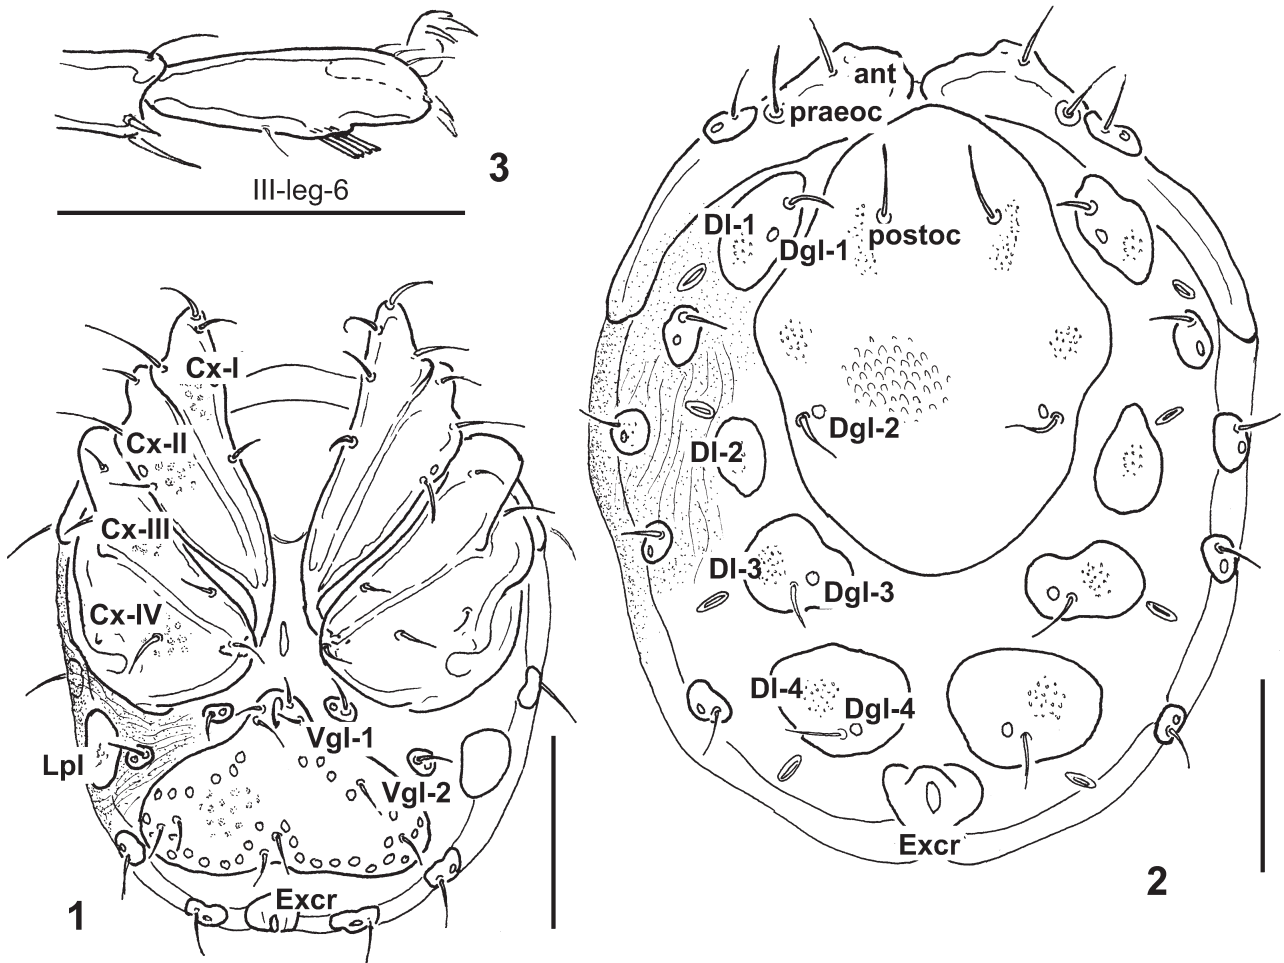 3
III-leg-6
Cx-I
Cx-II
Cx-III
Cx-IV
Vgl-1
Lpl
Vgl-2
Excr
1
ant
praeoc
Dl-1
Dgl-1
postoc
Dgl-2
Dl-2
Dl-3
Dgl-3
Dl-4
Dgl-4
Excr
2